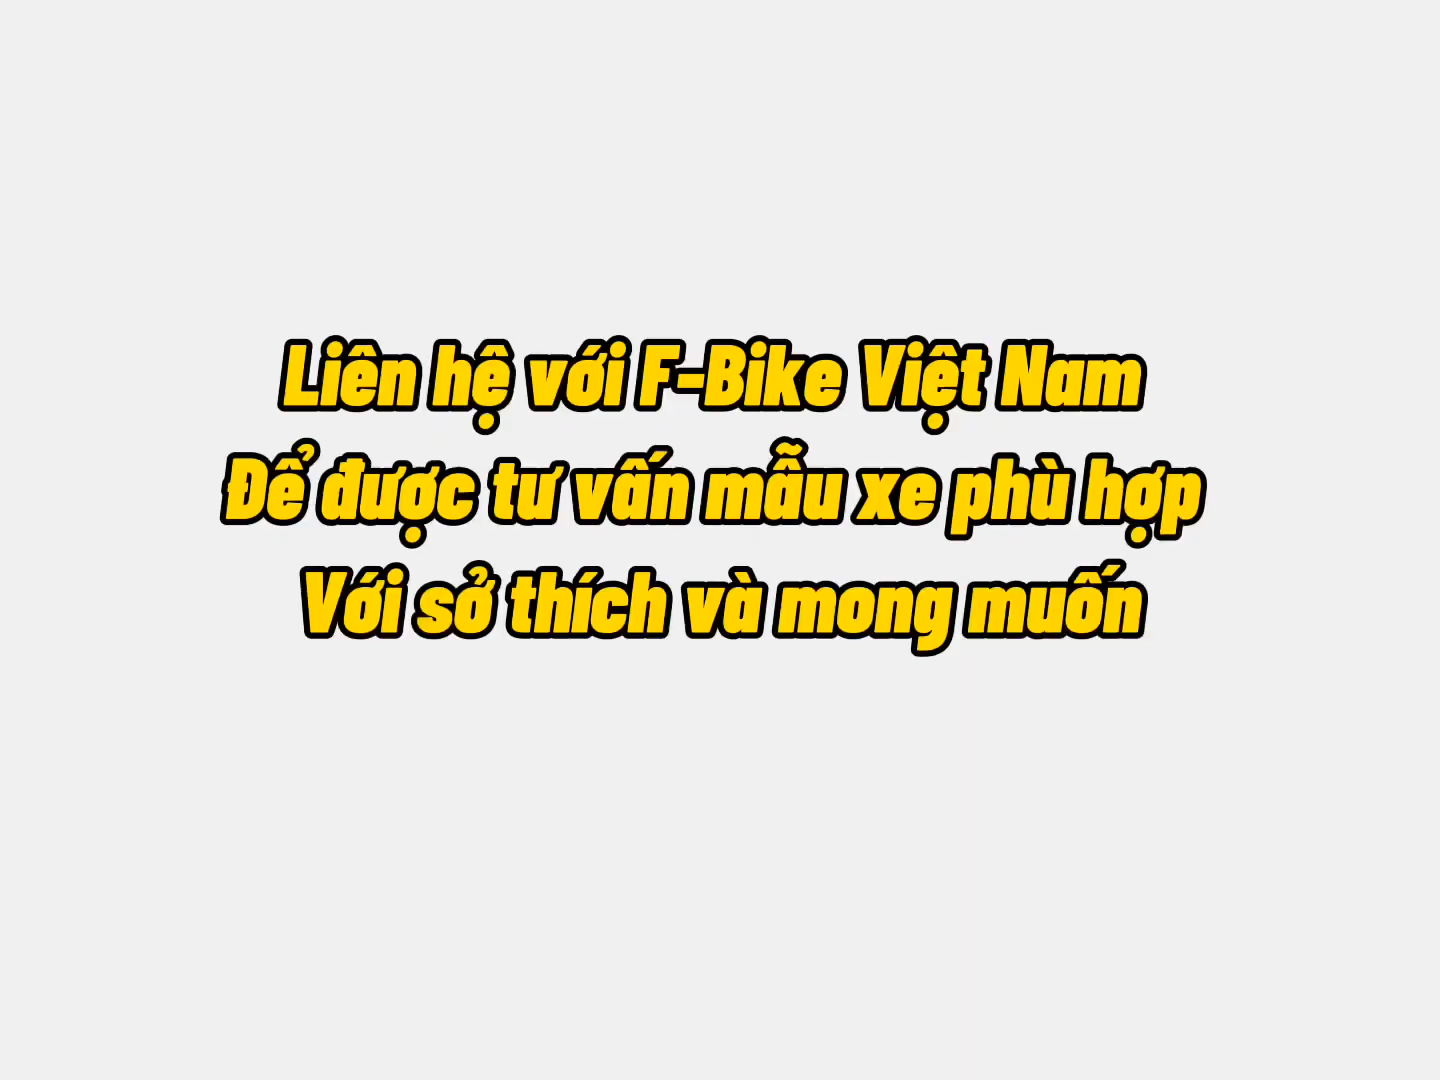 Liên hệ với F-Bike Việt Nam
Để được tư vấn mẫu xe phù hợp
Với sở thích và mong muốn